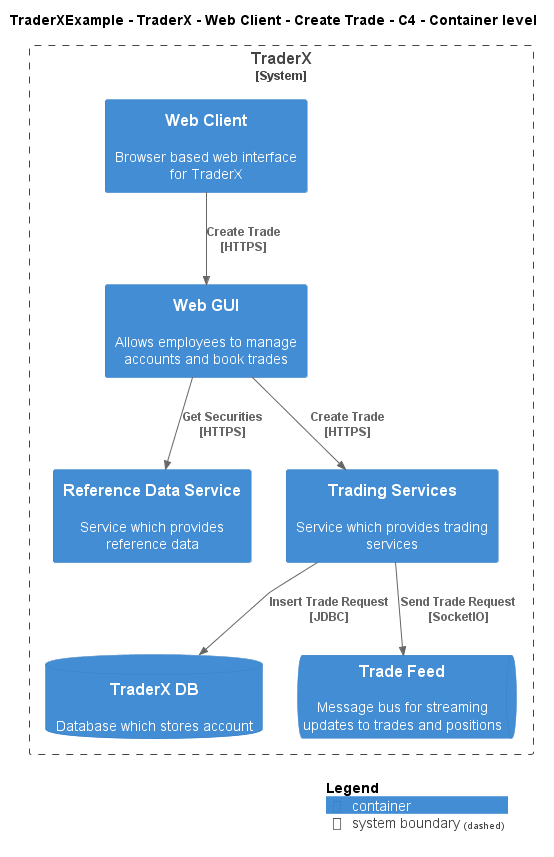 TraderXExample - TraderX - Web Client - Create Trade - C4 - Container level
TraderX
[System]
Web Client
Browser based web interface
for TraderX
Create Trade
[HTTPS]
Web GUI
Allows employees to manage
accounts and book trades
Get Securities
[HTTPS]
Create Trade
[HTTPS]
Reference Data Service
Service which provides
reference data
Trading Services
Service which provides trading
services
Insert Trade Request
[JDBC]
Send Trade Request
[SocketIO]
TraderX DB
Database which stores account
Trade Feed
Message bus for streaming
updates to trades and positions
Legend
container
system boundary (dashed)